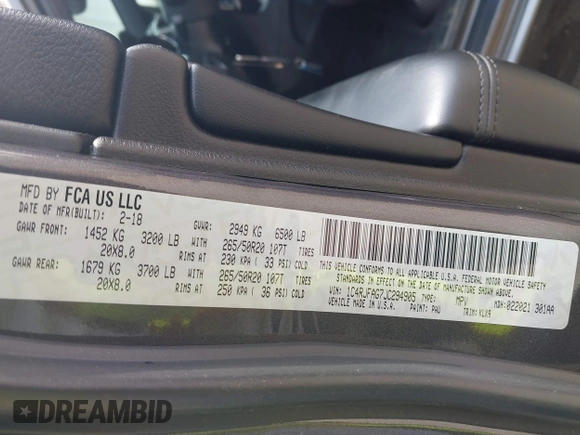 MFD BY FCA US LLC
DATE OF MFR(BUILT): 2-18 GVWR: 2949 KG 6500 LB
GAWR FRONT: 1452 KG 3200 LB WITH 265/50R20 107T TIRES
20X8.0 RIMS AT 230 KPA ( 33 PSI) COLD
GAWR REAR: 1679 KG 3700 LB WITH 265/50R20 107T TIRES
20X8.0 RIMS AT 250 KPA ( 36 PSI) COLD
THIS VEHICLE CONFORMS TO ALL APPLICABLE U.S.A. FEDERAL MOTOR VEHICLE
SAFETY STANDARDS IN EFFECT ON THE DATE OF MANUFACTURE SHOWN ABOVE.
VIN: 1C4RJFAG7JC294905 TYPE: MPV MDH: 022021 301AA
VEHICLE MADE IN U.S.A. PAINT: PAU TRIM: VLX9
DREAMBID